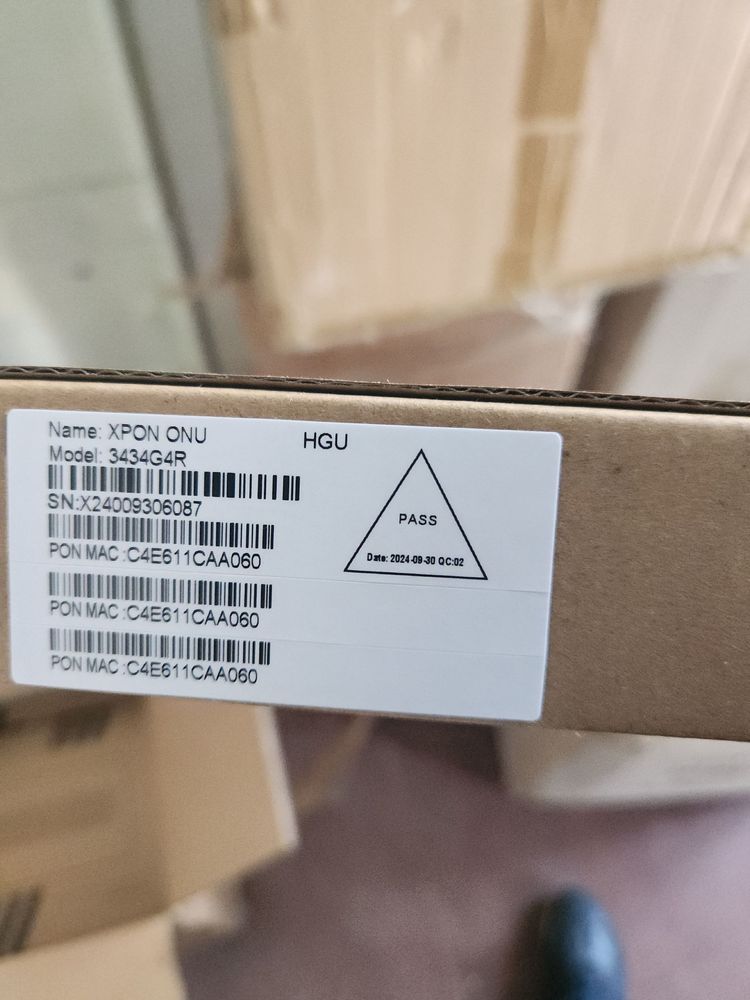 Name: XPON ONU
HGU
Model: 3434G4R
SN:X24009306087
PON MAC :C4E611CAA060
PASS
Date: 2024-09-30 QC:02
PON MAC :C4E611CAA060
PON MAC :C4E611CAA060